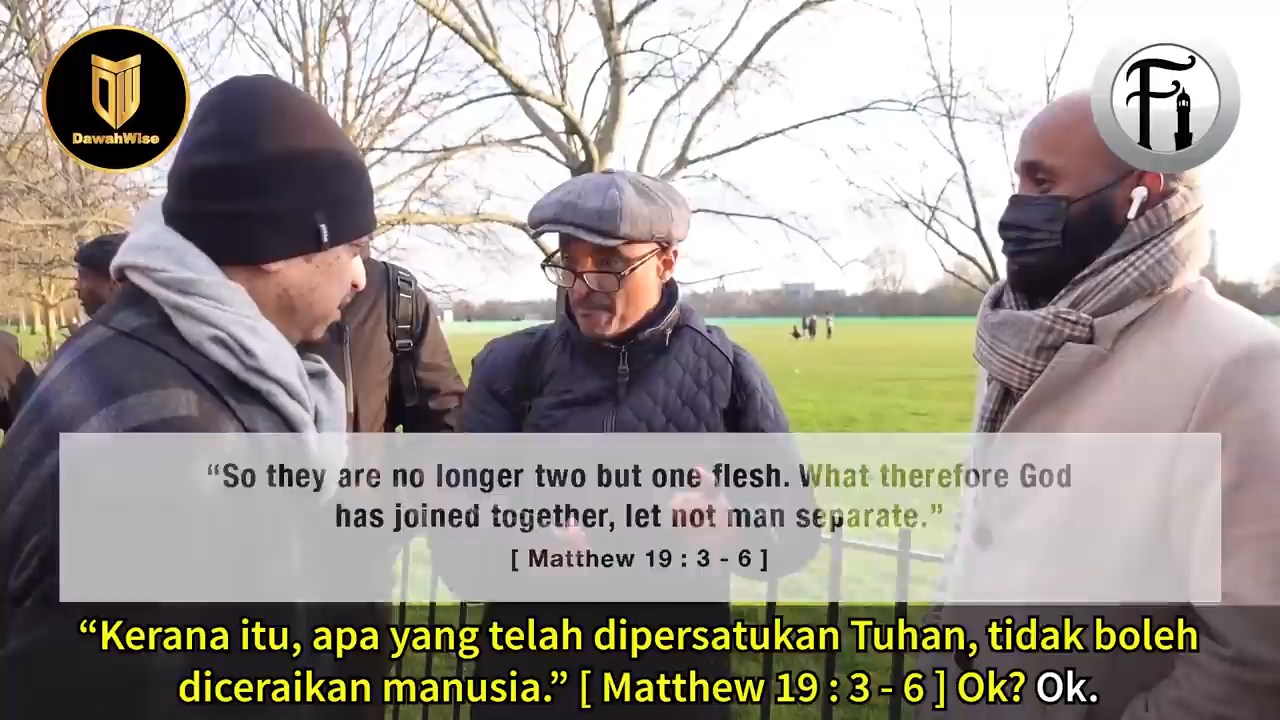 DawahWise
Fi
“So they are no longer two but one flesh. What therefore God
has joined together, let not man separate.”
[ Matthew 19 : 3 - 6 ]
“Kerana itu, apa yang telah dipersatukan Tuhan, tidak boleh
diceraikan manusia.” [ Matthew 19 : 3 - 6 ] Ok? Ok.